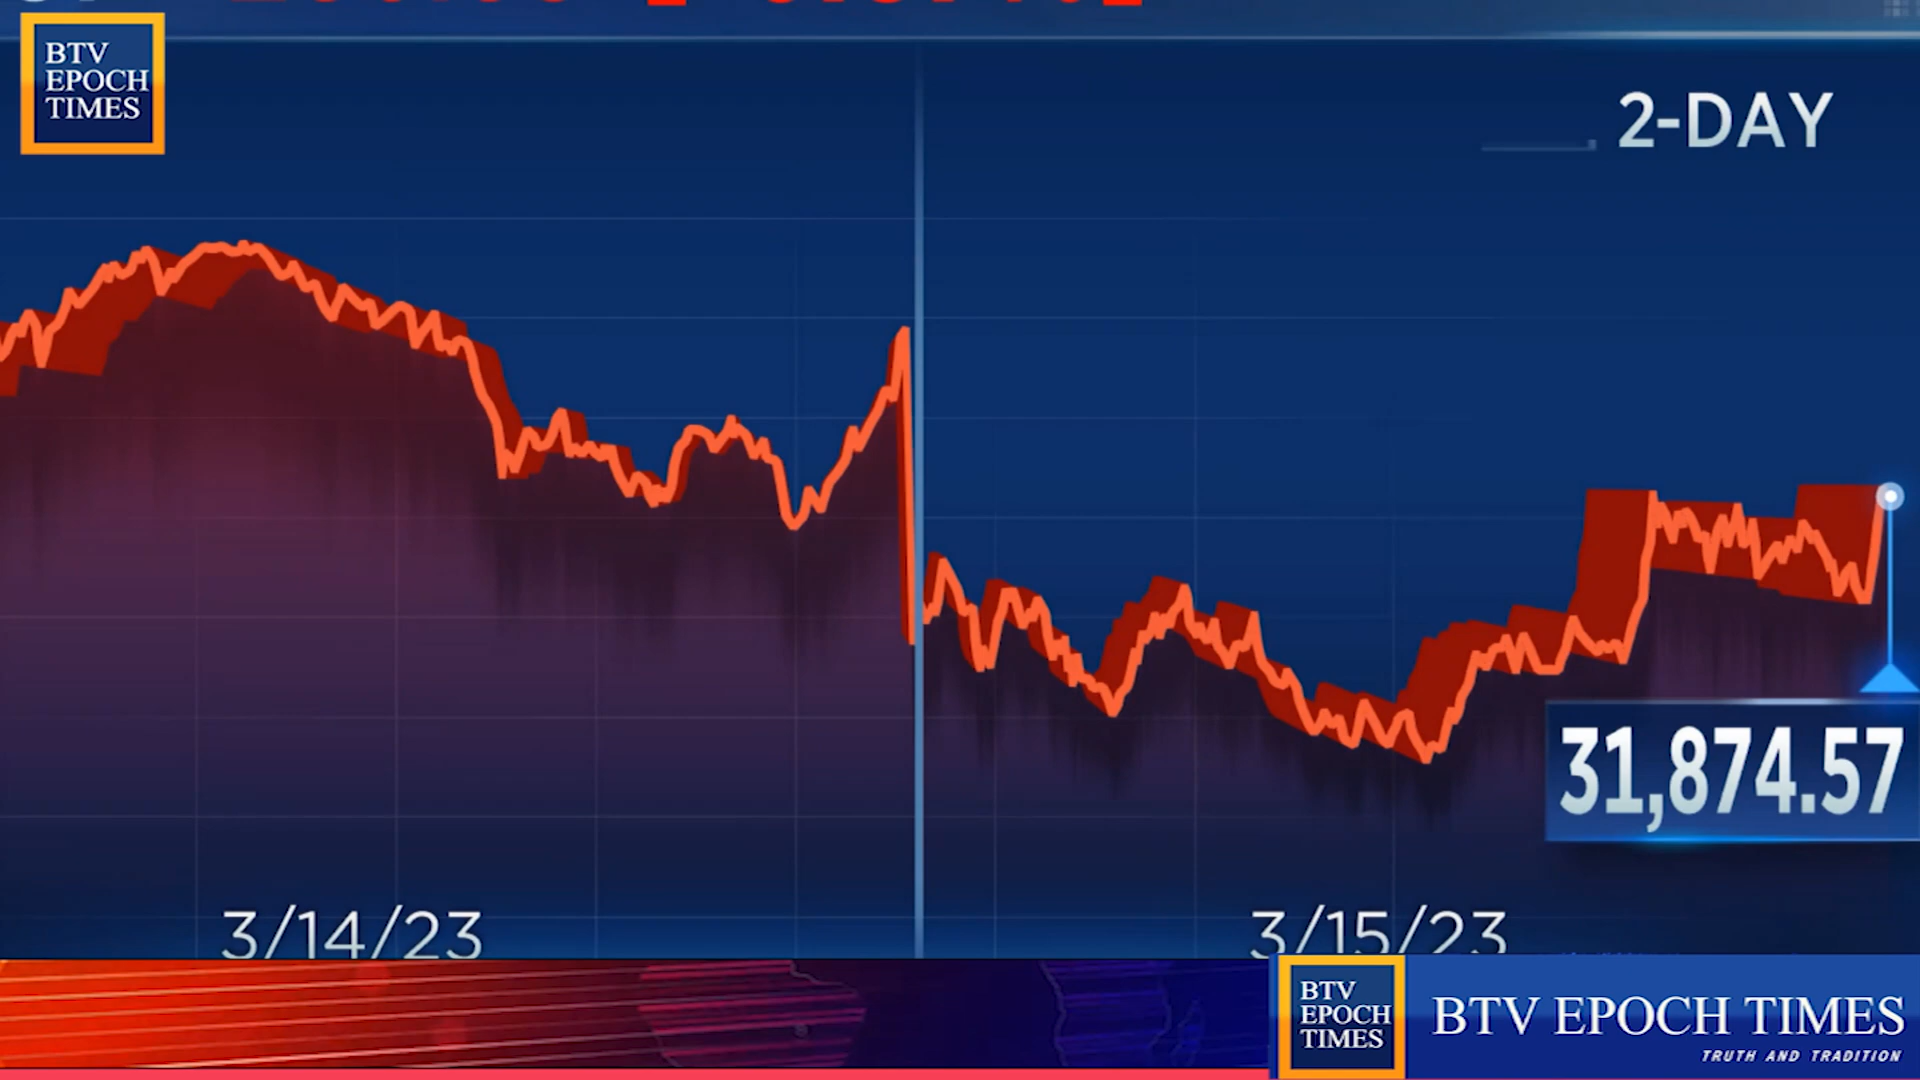 BTV
EPOCH
TIMES
2-DAY
31,874.57
3/14/23
3/15/23
BTV
EPOCH
TIMES
BTV EPOCH TIMES
TRUTH AND TRADITION